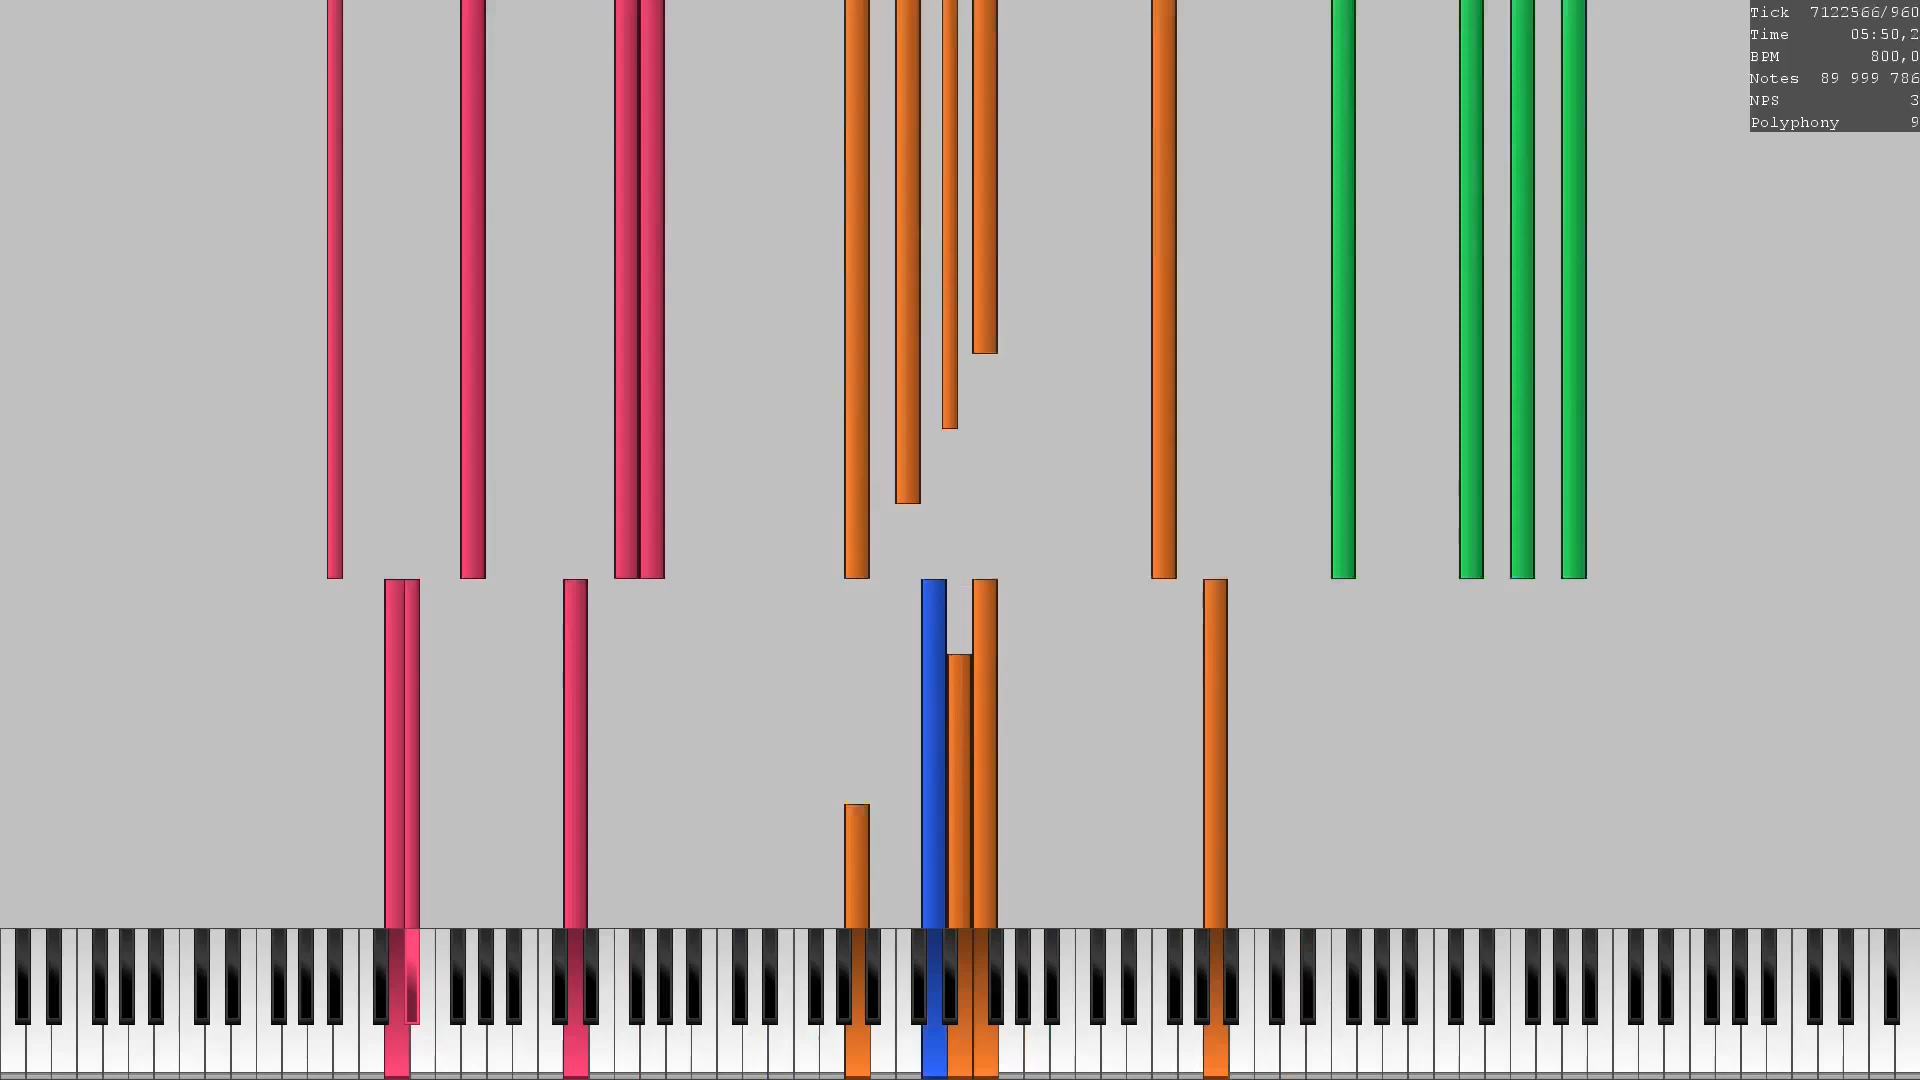 Tick 7122566/960
Time 05:50,2
BPM 800,0
Notes 89 999 786
NPS 3
Polyphony 9